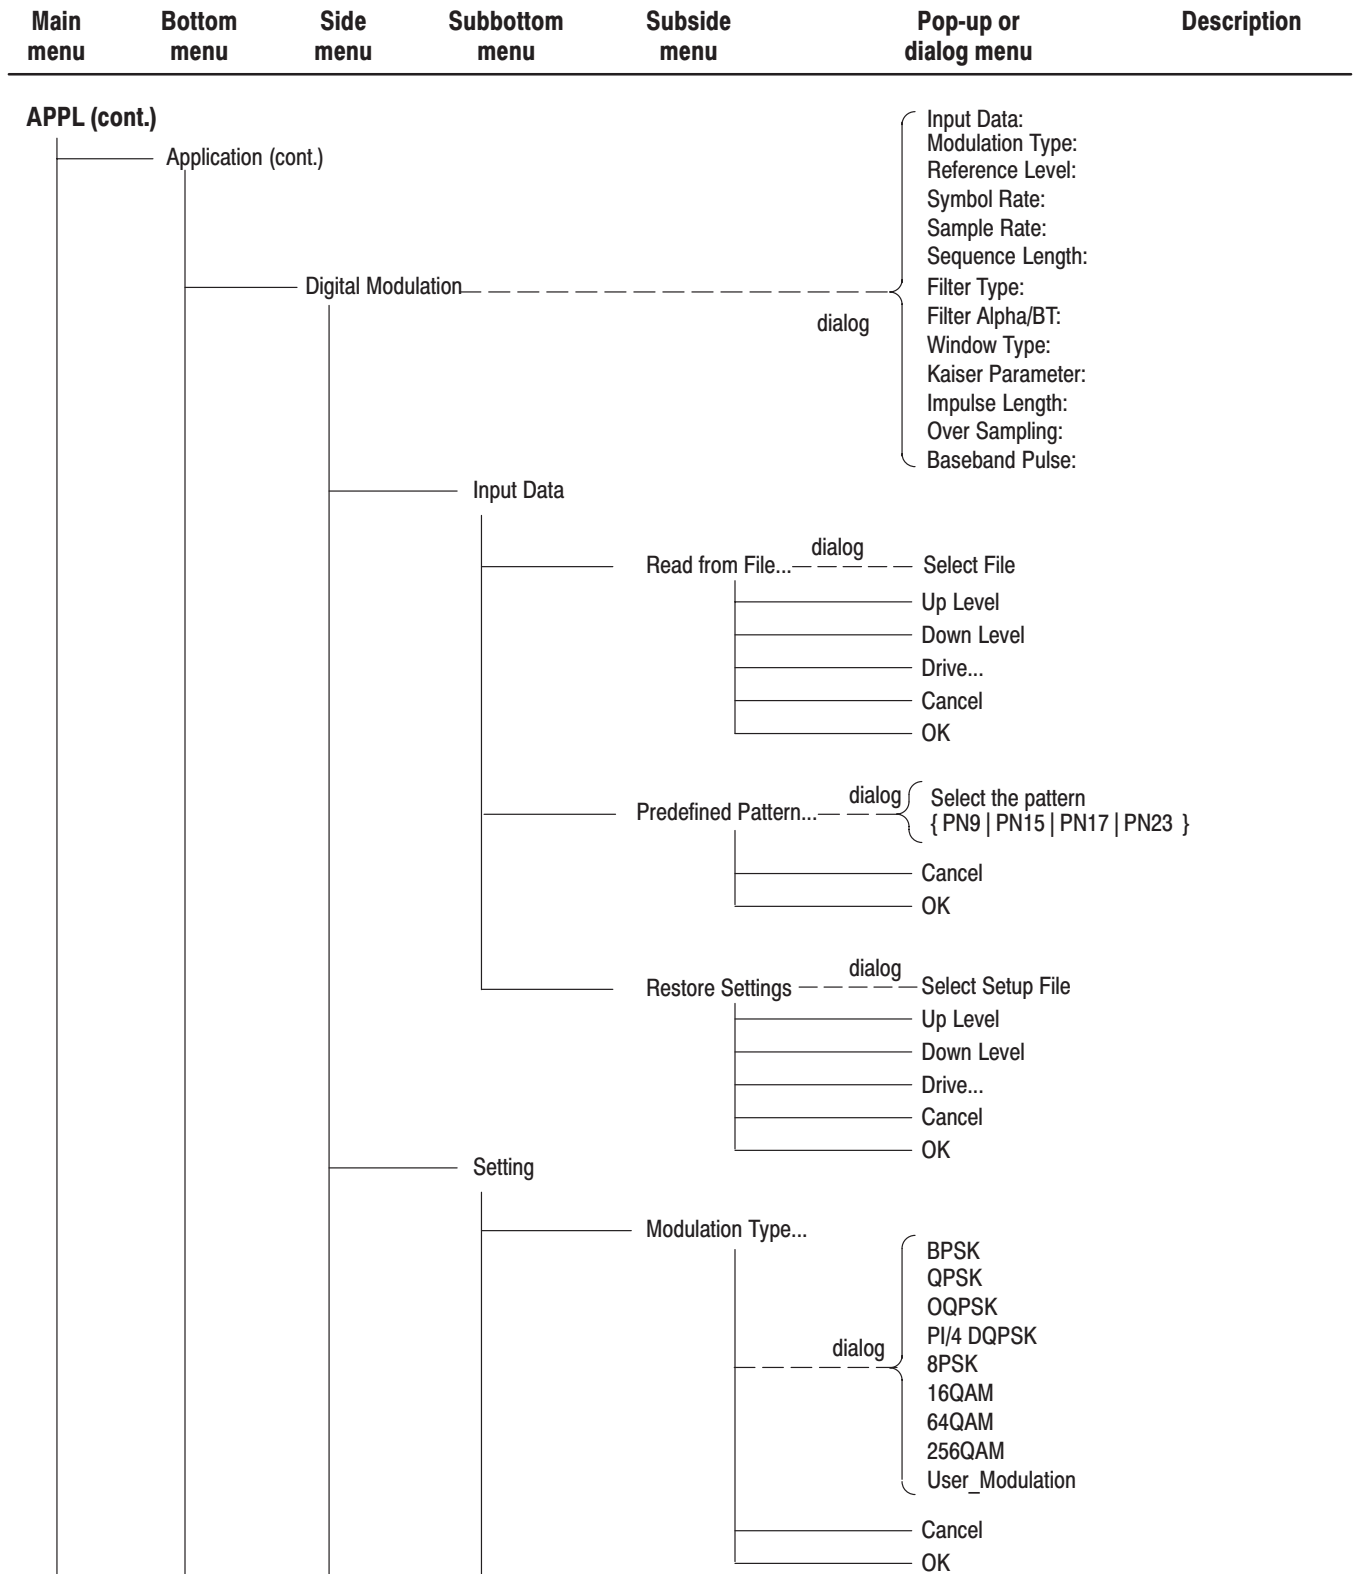 Main menu
Bottom menu
Side menu
Subbottom menu
Subside menu
Pop-up or dialog menu
Description
APPL (cont.)
Application (cont.)
Digital Modulation
dialog
Input Data:
Modulation Type:
Reference Level:
Symbol Rate:
Sample Rate:
Sequence Length:
Filter Type:
Filter Alpha/BT:
Window Type:
Kaiser Parameter:
Impulse Length:
Over Sampling:
Baseband Pulse:
Input Data
Read from File...
dialog
Select File
Up Level
Down Level
Drive...
Cancel
OK
Predefined Pattern...
dialog
Select the pattern
{ PN9 | PN15 | PN17 | PN23 }
Cancel
OK
Restore Settings
dialog
Select Setup File
Up Level
Down Level
Drive...
Cancel
OK
Setting
Modulation Type...
dialog
BPSK
QPSK
OQPSK
PI/4 DQPSK
8PSK
16QAM
64QAM
256QAM
User_Modulation
Cancel
OK